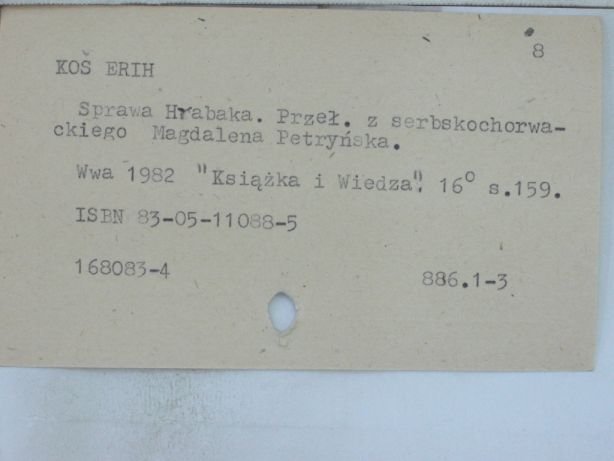 8
KOŠ ERIH
Sprawa Hrabaka. Przeł. z serbskochorwa-
ckiego Magdalena Petryńska.
Wwa 1982 "Książka i Wiedza". 16° s.159.
ISBN 83-05-11088-5
168083-4 886.1-3